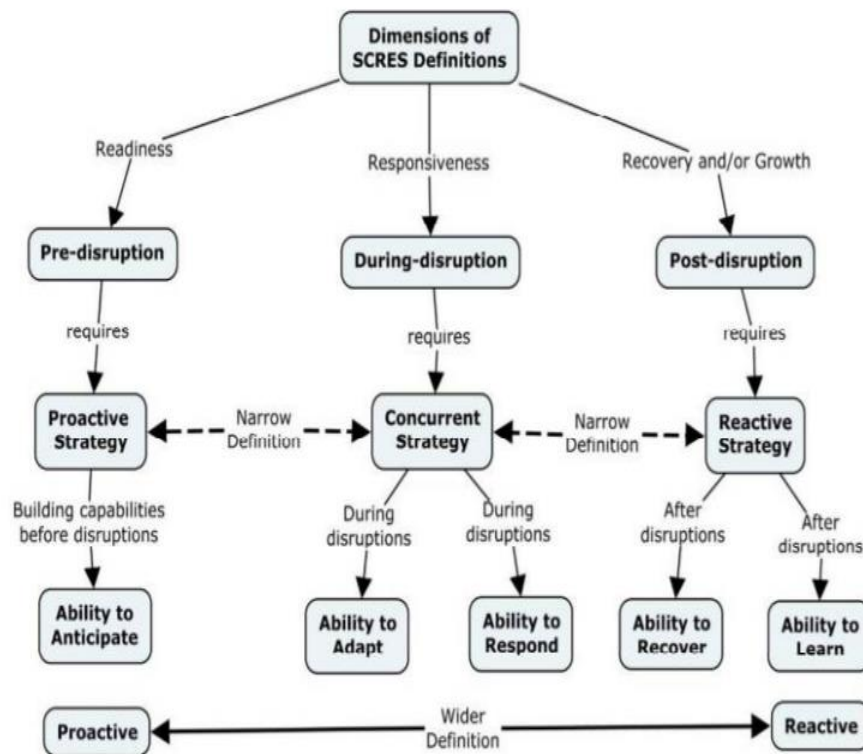 Dimensions of
SCRES Definitions
Readiness
Responsiveness
Recovery and/or Growth
Pre-disruption
During-disruption
Post-disruption
requires
requires
requires
Proactive
Strategy
Narrow
Definition
Concurrent
Strategy
Narrow
Definition
Reactive
Strategy
Building capabilities
before disruptions
During
disruptions
During
disruptions
After
disruptions
After
disruptions
Ability to
Anticipate
Ability to
Adapt
Ability to
Respond
Ability to
Recover
Ability to
Learn
Proactive
Wider
Definition
Reactive